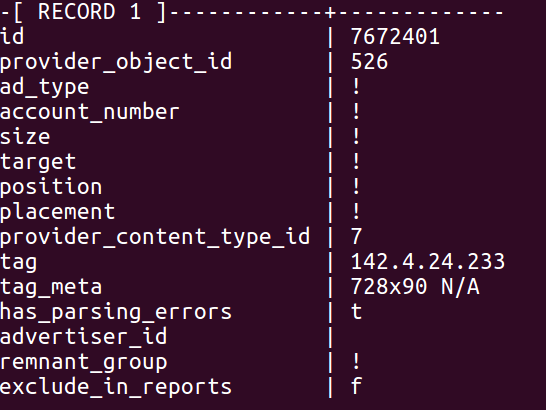 -[ RECORD 1 ]------------+-------------
id                       | 7672401
provider_object_id       | 526
ad_type                  | !
account_number           | !
size                     | !
target                   | !
position                 | !
placement                | !
provider_content_type_id | 7
tag                      | 142.4.24.233
tag_meta                 | 728x90 N/A
has_parsing_errors       | t
advertiser_id            |
remnant_group            | !
exclude_in_reports       | f